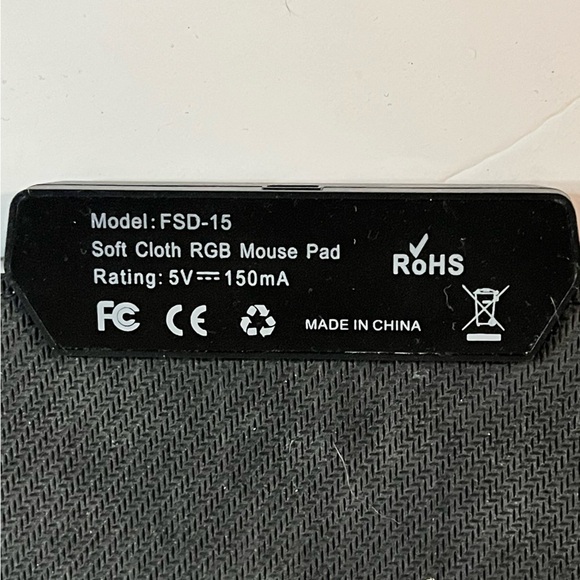 Model: FSD-15
Soft Cloth RGB Mouse Pad
Rating: 5V⎓150mA
RoHS
FC CE MADE IN CHINA